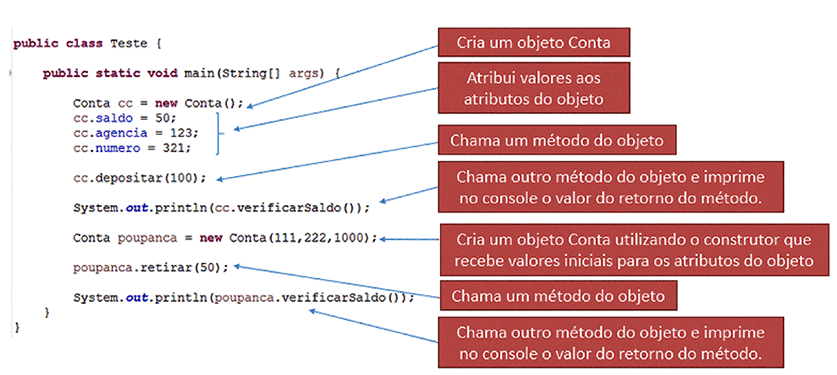 public class Teste {
public static void main(String[] args) {
Conta cc = new Conta();
cc.saldo = 50;
cc.agencia = 123;
cc.numero = 321;
cc.depositar(100);
System.out.println(cc.verificarSaldo());
Conta poupanca = new Conta(111,222,1000);
poupanca.retirar(50);
System.out.println(poupanca.verificarSaldo());
}
}
Cria um objeto Conta
Atribui valores aos
atributos do objeto
Chama um método do objeto
Chama outro método do objeto e imprime
no console o valor do retorno do método.
Cria um objeto Conta utilizando o construtor que
recebe valores iniciais para os atributos do objeto
Chama um método do objeto
Chama outro método do objeto e imprime
no console o valor do retorno do método.